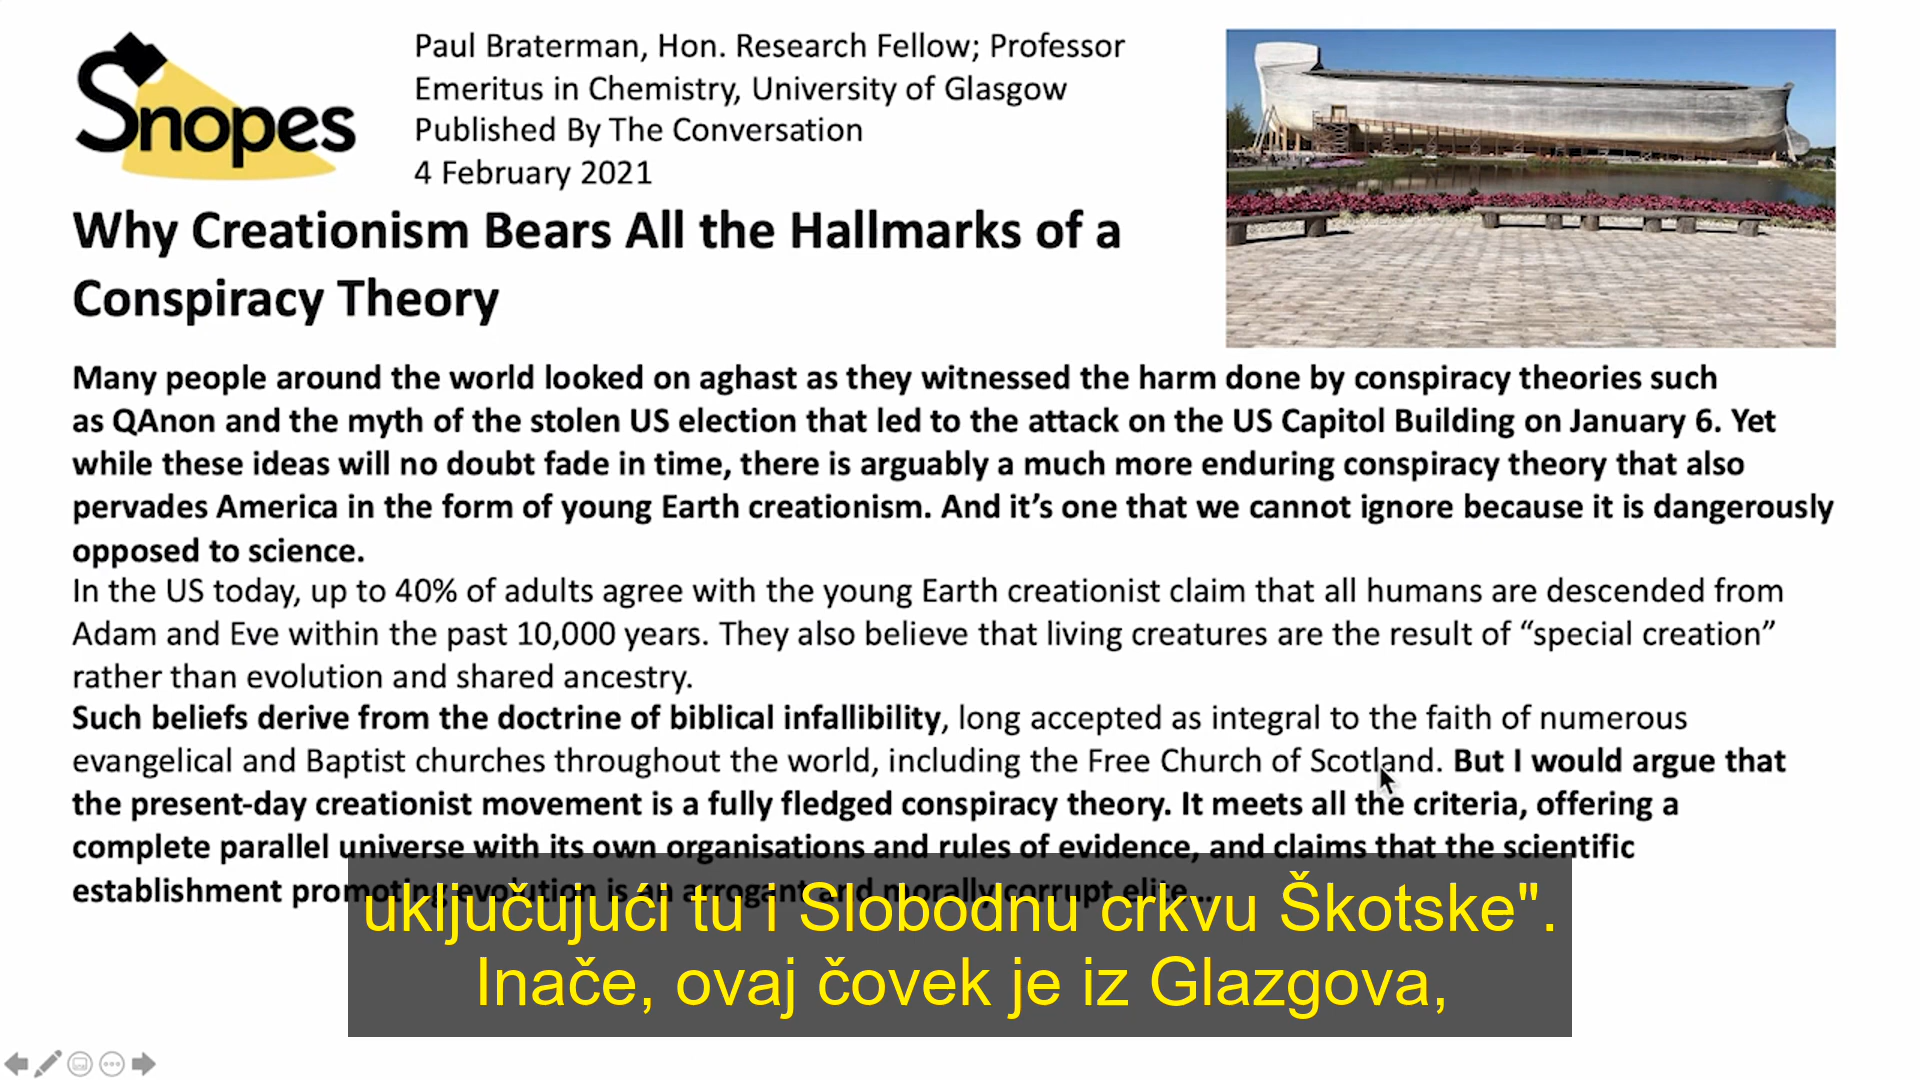 Snopes
Paul Braterman, Hon. Research Fellow; Professor
Emeritus in Chemistry, University of Glasgow
Published By The Conversation
4 February 2021
Why Creationism Bears All the Hallmarks of a
Conspiracy Theory
Many people around the world looked on aghast as they witnessed the harm done by conspiracy theories such
as QAnon and the myth of the stolen US election that led to the attack on the US Capitol Building on January 6. Yet
while these ideas will no doubt fade in time, there is arguably a much more enduring conspiracy theory that also
pervades America in the form of young Earth creationism. And it’s one that we cannot ignore because it is dangerously
opposed to science.
In the US today, up to 40% of adults agree with the young Earth creationist claim that all humans are descended from
Adam and Eve within the past 10,000 years. They also believe that living creatures are the result of “special creation”
rather than evolution and shared ancestry.
Such beliefs derive from the doctrine of biblical infallibility, long accepted as integral to the faith of numerous
evangelical and Baptist churches throughout the world, including the Free Church of Scotland. But I would argue that
the present-day creationist movement is a fully fledged conspiracy theory. It meets all the criteria, offering a
complete parallel universe with its own organisations and rules of evidence, and claims that the scientific
establishment promoting evolution is an arrogant and morally corrupt elite...
uključujući tu i Slobodnu crkvu Škotske".
Inače, ovaj čovek je iz Glazgova,